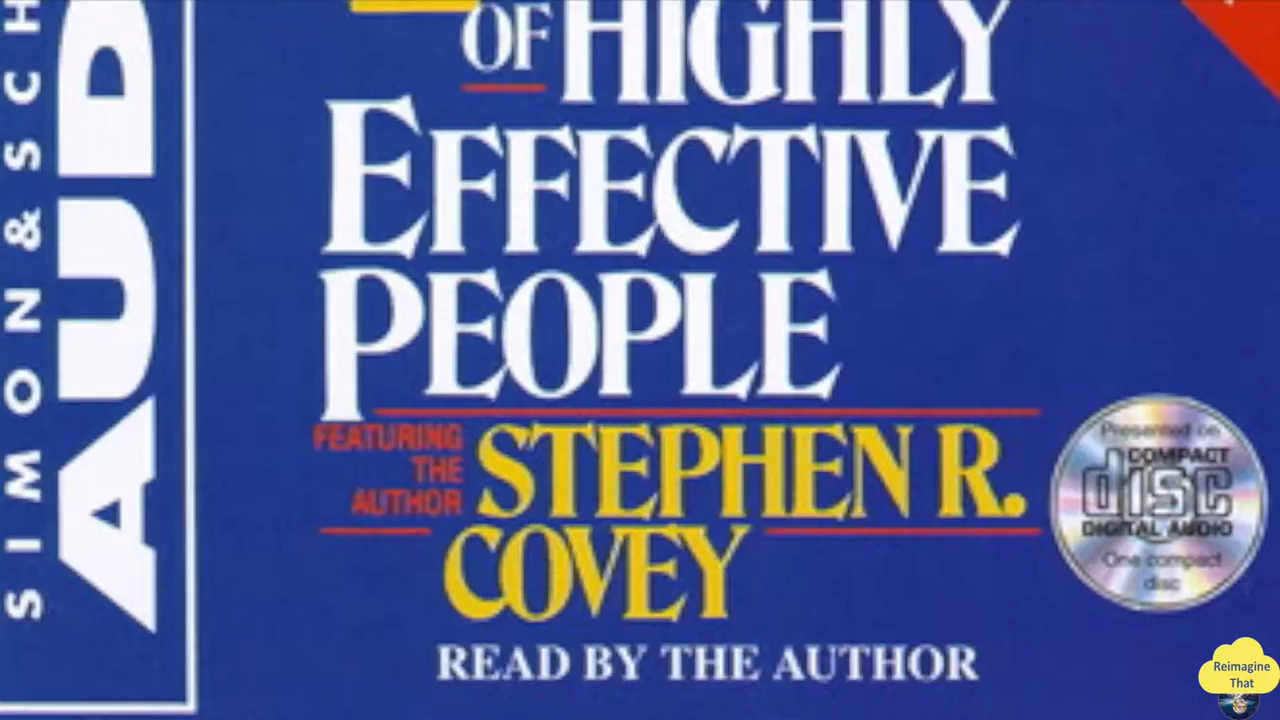 SIMON & SCH
AUD
OF HIGHLY
EFFECTIVE
PEOPLE
FEATURING
THE
AUTHOR
STEPHEN R.
COVEY
READ BY THE AUTHOR
Presented on
COMPACT
disc
DIGITAL AUDIO
One compact
disc
Reimagine
That